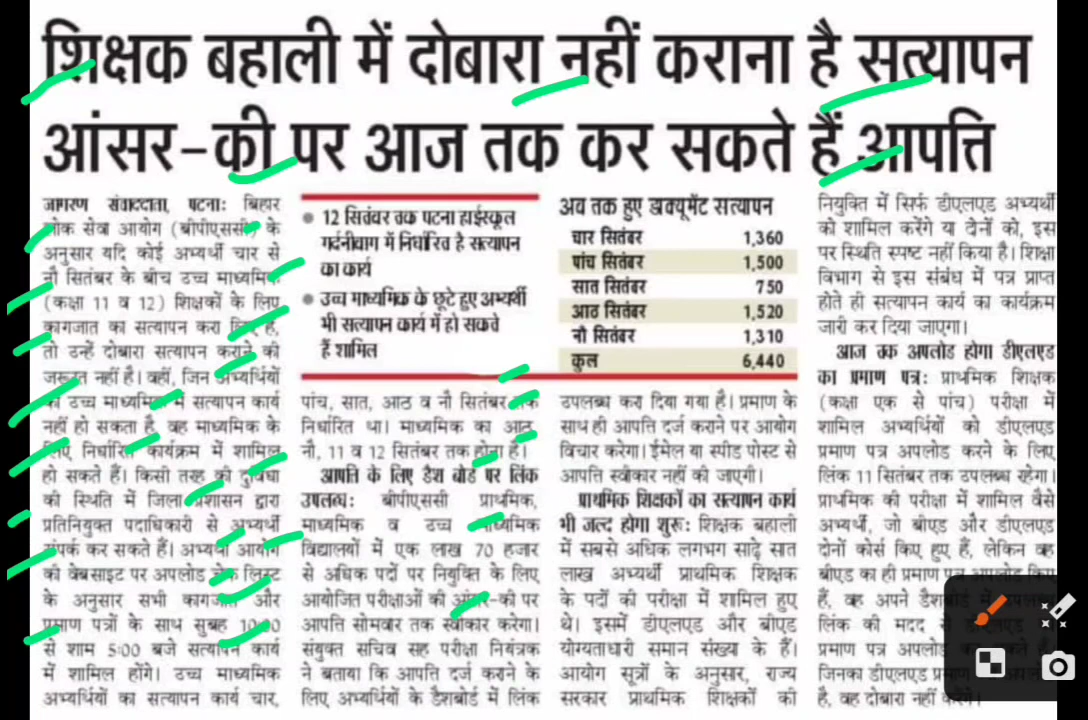 शिक्षक बहाली में दोबारा नहीं कराना है सत्यापन
आंसर-की पर आज तक कर सकते हैं आपत्ति
जागरण संवाददाता, पटना: बिहार
लोक सेवा आयोग (बीपीएससी) के
अनुसार यदि कोई अभ्यर्थी चार से
नौ सितंबर के बीच उच्च माध्यमिक
(कक्षा 11 व 12) शिक्षकों के लिए
कागजात का सत्यापन करा लिए हैं,
तो उन्हें दोबारा सत्यापन कराने की
जरूरत नहीं है। वहीं, जिन अभ्यर्थियों
का उच्च माध्यमिक में सत्यापन कार्य
नहीं हो सकता है, वह माध्यमिक के
लिए निर्धारित कार्यक्रम में शामिल
हो सकते हैं। किसी तरह की दुविधा
की स्थिति में जिला प्रशासन द्वारा
प्रतिनियुक्त पदाधिकारी से अभ्यर्थी
संपर्क कर सकते हैं। अभ्यर्थी आयोग
की वेबसाइट पर अपलोड चेक लिस्ट
के अनुसार सभी कागजात और
प्रमाण पत्रों के साथ सुबह 10:00
से शाम 5:00 बजे सत्यापन कार्य
में शामिल होंगे। उच्च माध्यमिक
अभ्यर्थियों का सत्यापन कार्य चार,
12 सितंबर तक पटना हाईस्कूल
गर्दनीबाग में निर्धारित है सत्यापन
का कार्य
उच्च माध्यमिक के छूटे हुए अभ्यर्थी
भी सत्यापन कार्य में हो सकते
हैं शामिल
अब तक हुए डाक्यूमेंट सत्यापन
चार सितंबर 1,360
पांच सितंबर 1,500
सात सितंबर 750
आठ सितंबर 1,520
नौ सितंबर 1,310
कुल 6,440
पांच, सात, आठ व नौ सितंबर तक
निर्धारित था। माध्यमिक का आठ,
नौ, 11 व 12 सितंबर तक होना है।
आपत्ति के लिए डैश बोर्ड पर लिंक
उपलब्ध: बीपीएससी प्राथमिक,
माध्यमिक व उच्च माध्यमिक
विद्यालयों में एक लाख 70 हजार
से अधिक पदों पर नियुक्ति के लिए
आयोजित परीक्षाओं की आंसर-की पर
आपत्ति सोमवार तक स्वीकार करेगा।
संयुक्त सचिव सह परीक्षा नियंत्रक
ने बताया कि आपत्ति दर्ज कराने के
लिए अभ्यर्थियों के डैशबोर्ड में लिंक
उपलब्ध करा दिया गया है। प्रमाण के
साथ ही आपत्ति दर्ज कराने पर आयोग
विचार करेगा। ईमेल या स्पीड पोस्ट से
आपत्ति स्वीकार नहीं की जाएगी।
प्राथमिक शिक्षकों का सत्यापन कार्य
भी जल्द होगा शुरू: शिक्षक बहाली
में सबसे अधिक लगभग साढ़े सात
लाख अभ्यर्थी प्राथमिक शिक्षक
के पदों की परीक्षा में शामिल हुए
थे। इसमें डीएलएड और बीएड
योग्यताधारी समान संख्या के हैं।
आयोग सूत्रों के अनुसार, राज्य
सरकार प्राथमिक शिक्षकों की
नियुक्ति में सिर्फ डीएलएड अभ्यर्थी
को शामिल करेंगे या दोनों को, इस
पर स्थिति स्पष्ट नहीं किया है। शिक्षा
विभाग से इस संबंध में पत्र प्राप्त
होते ही सत्यापन कार्य का कार्यक्रम
जारी कर दिया जाएगा।
आज तक अपलोड होगा डीएलएड
का प्रमाण पत्र: प्राथमिक शिक्षक
(कक्षा एक से पांच) परीक्षा में
शामिल अभ्यर्थियों को डीएलएड
प्रमाण पत्र अपलोड करने के लिए
लिंक 11 सितंबर तक उपलब्ध रहेगा।
प्राथमिक की परीक्षा में शामिल वैसे
अभ्यर्थी, जो बीएड और डीएलएड
दोनों कोर्स किए हुए हैं, लेकिन वह
बीएड का ही प्रमाण पत्र अपलोड किए
हैं, वह अपने डैशबोर्ड में उपलब्ध
लिंक की मदद से
प्रमाण पत्र अपलोड कर सकते हैं।
जिनका डीएलएड प्रमाण
है, वह दोबारा नहीं करेंगे।